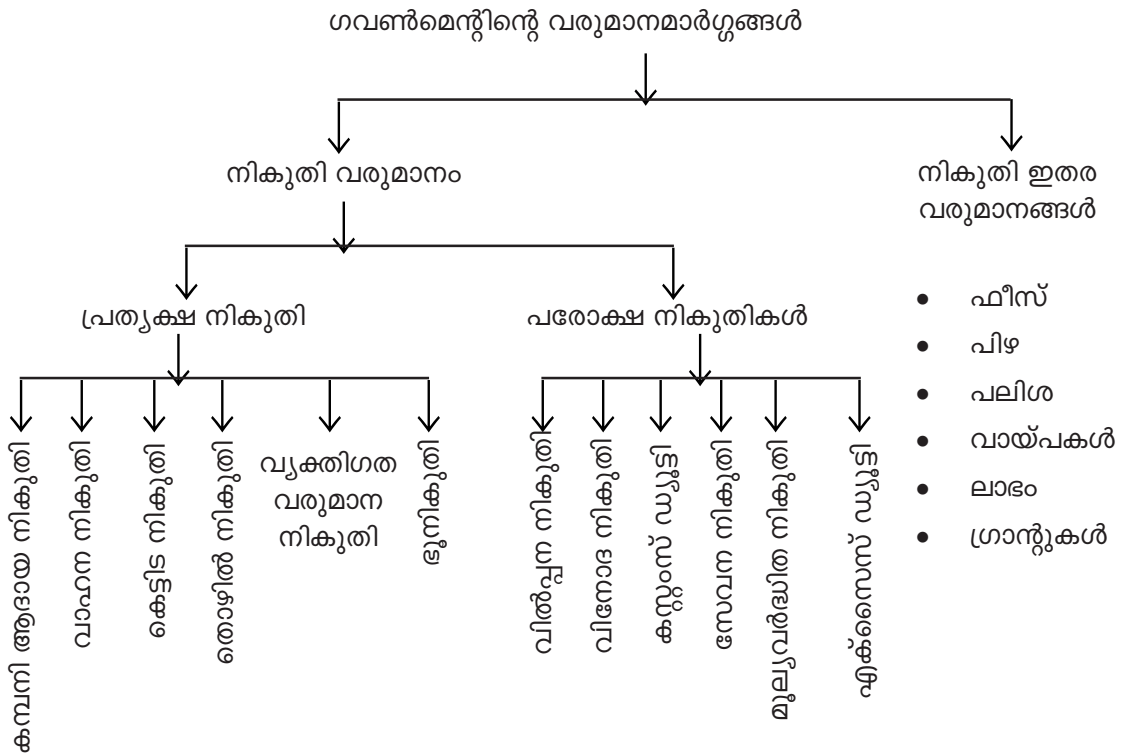 ഗവൺമെന്റിന്റെ വരുമാനമാർഗ്ഗങ്ങൾ
നികുതി വരുമാനം
നികുതി ഇതര
വരുമാനങ്ങൾ
പ്രത്യക്ഷ നികുതി
പരോക്ഷ നികുതികൾ
കമ്പനി ആദായ നികുതി
വാഹന നികുതി
കെട്ടിട നികുതി
തൊഴിൽ നികുതി
വ്യക്തിഗത
വരുമാന
നികുതി
ഭൂനികുതി
വിൽപ്പന നികുതി
വിനോദ നികുതി
കസ്റ്റംസ് ഡ്യൂട്ടി
സേവന നികുതി
മൂല്യവർദ്ധിത നികുതി
എക്സൈസ് ഡ്യൂട്ടി
• ഫീസ്
• പിഴ
• പലിശ
• വായ്പകൾ
• ലാഭം
• ഗ്രാന്റുകൾ